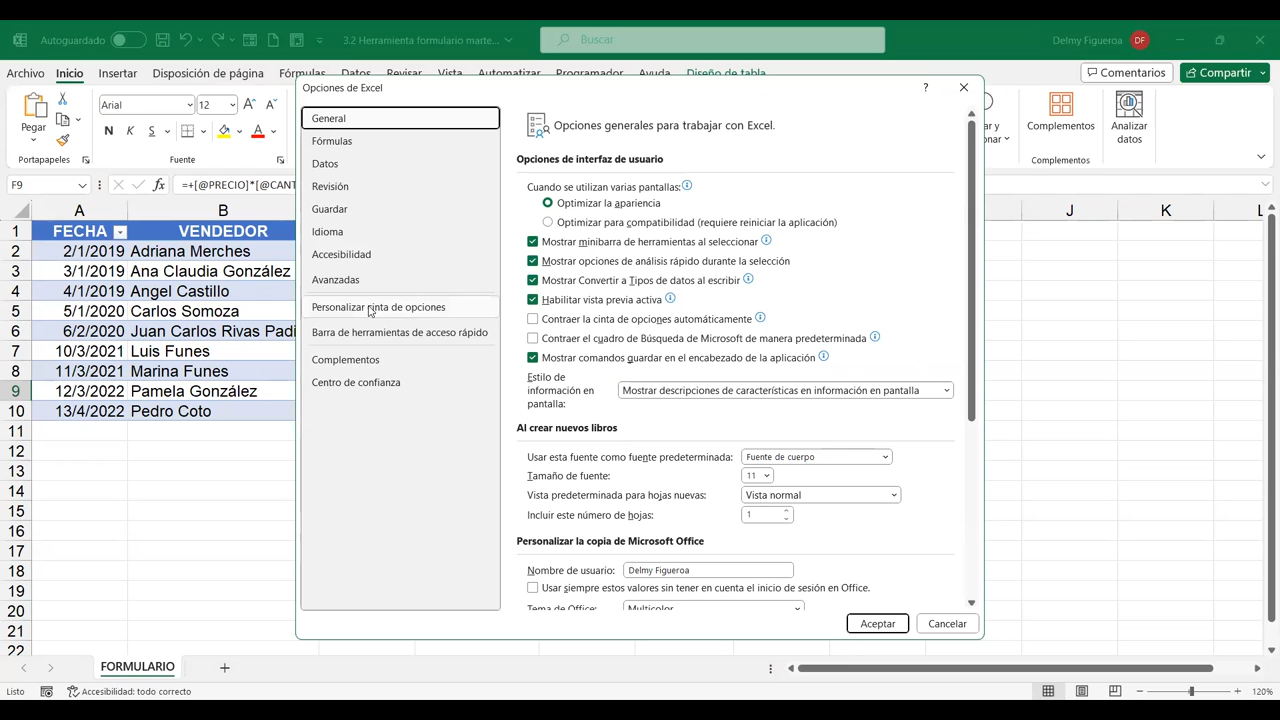 Autoguardado
3.2 Herramienta formulario marte...
Buscar
Delmy Figueroa
DF
Archivo
Inicio
Insertar
Disposición de página
Fórmulas
Datos
Revisar
Vista
Automatizar
Programador
Ayuda
Diseño de tabla
Comentarios
Compartir
Pegar
Portapapeles
Arial
12
N
K
S
Fuente
Complementos
Complementos
Analizar
datos
F9
=+[@PRECIO]*[@CANT
A
B
J
K
L
1 FECHA VENDEDOR
2 2/1/2019 Adriana Merches
3 3/1/2019 Ana Claudia González
4 4/1/2019 Angel Castillo
5 5/1/2020 Carlos Somoza
6 6/2/2020 Juan Carlos Rivas Padi
7 10/3/2021 Luis Funes
8 11/3/2021 Marina Funes
9 12/3/2022 Pamela González
10 13/4/2022 Pedro Coto
11
12
13
14
15
16
17
18
19
20
21
22
Opciones de Excel
General
Fórmulas
Datos
Revisión
Guardar
Idioma
Accesibilidad
Avanzadas
Personalizar cinta de opciones
Barra de herramientas de acceso rápido
Complementos
Centro de confianza
Opciones generales para trabajar con Excel.
Opciones de interfaz de usuario
Cuando se utilizan varias pantallas:
Optimizar la apariencia
Optimizar para compatibilidad (requiere reiniciar la aplicación)
Mostrar minibarra de herramientas al seleccionar
Mostrar opciones de análisis rápido durante la selección
Mostrar Convertir a Tipos de datos al escribir
Habilitar vista previa activa
Contraer la cinta de opciones automáticamente
Contraer el cuadro de Búsqueda de Microsoft de manera predeterminada
Mostrar comandos guardar en el encabezado de la aplicación
Estilo de
información en
pantalla:
Mostrar descripciones de características en información en pantalla
Al crear nuevos libros
Usar esta fuente como fuente predeterminada: Fuente de cuerpo
Tamaño de fuente: 11
Vista predeterminada para hojas nuevas: Vista normal
Incluir este número de hojas: 1
Personalizar la copia de Microsoft Office
Nombre de usuario: Delmy Figueroa
Usar siempre estos valores sin tener en cuenta el inicio de sesión en Office.
Tema de Office: Multicolor
Aceptar
Cancelar
FORMULARIO
Listo
Accesibilidad: todo correcto
120%